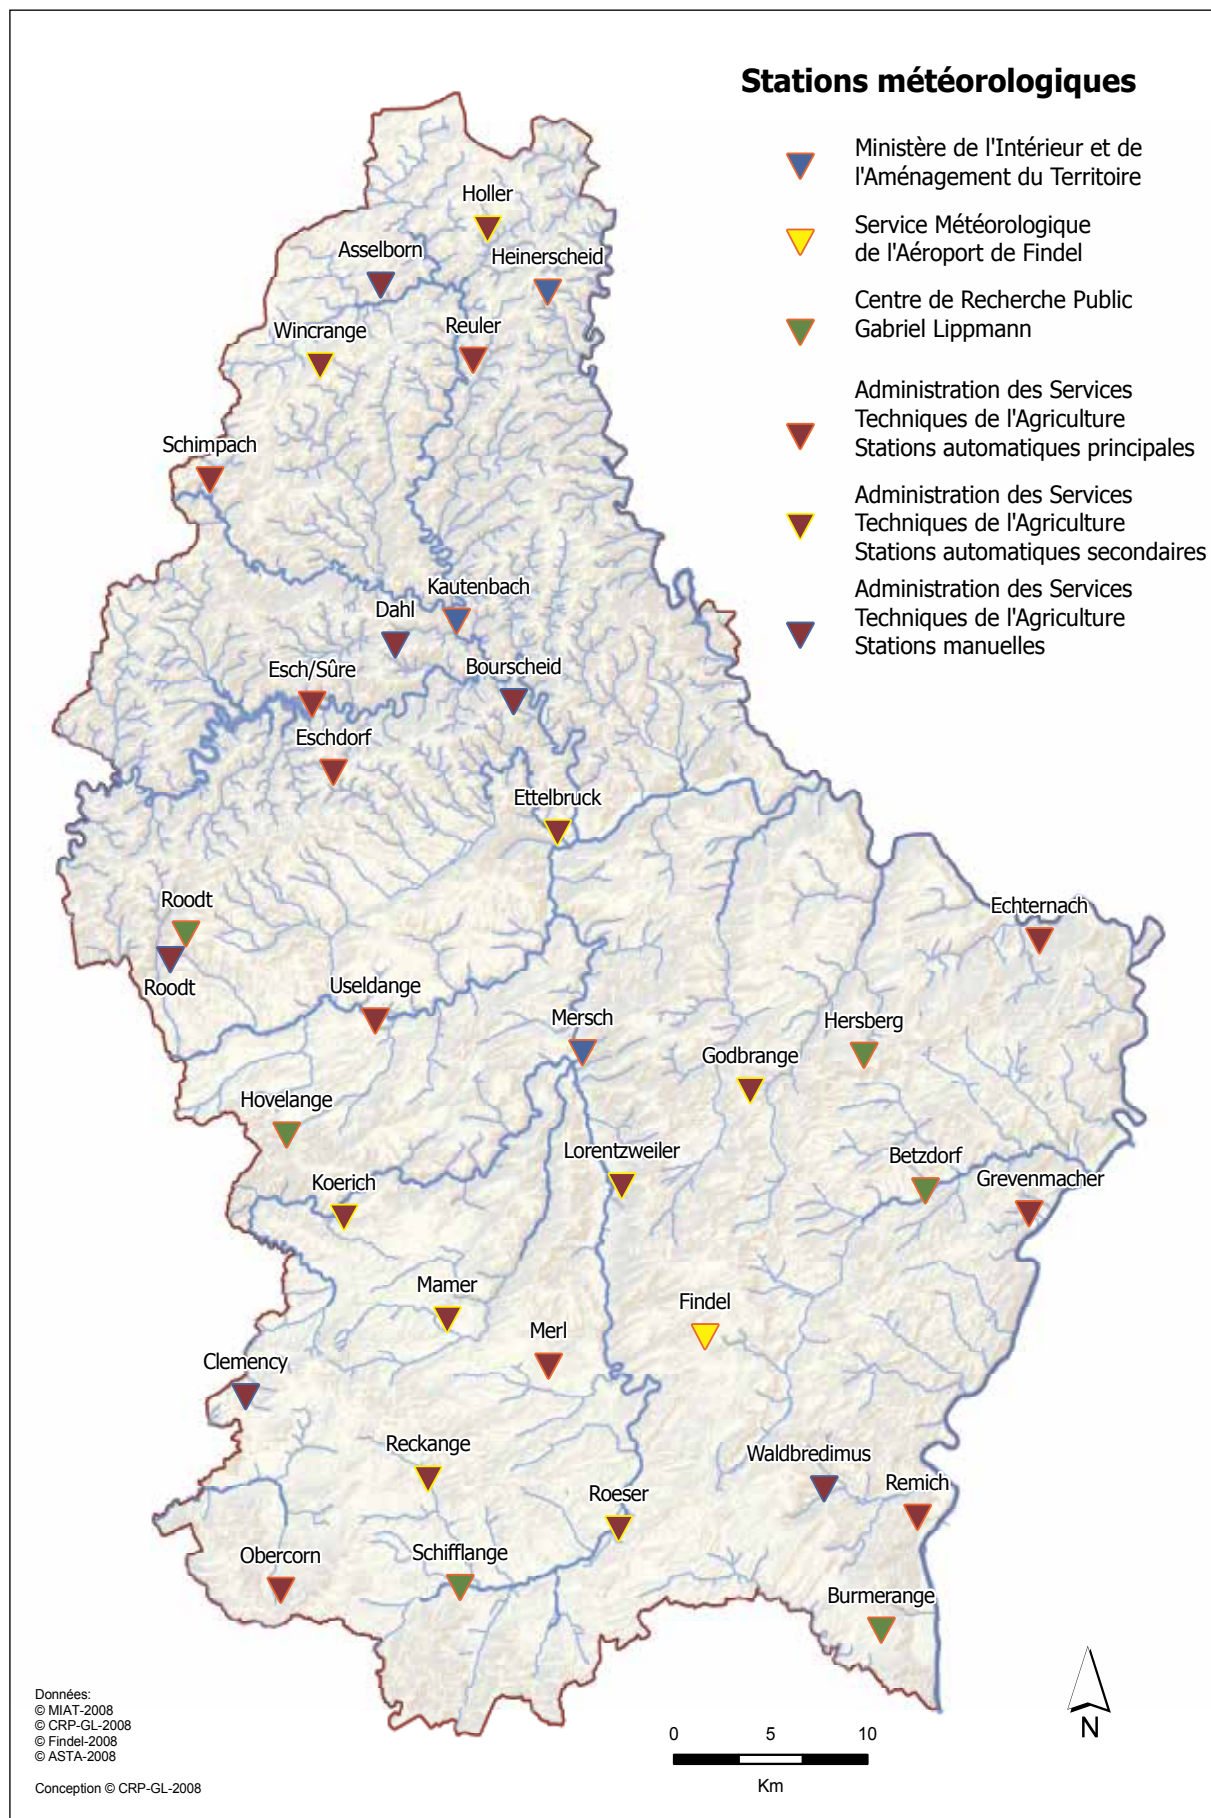 Stations météorologiques
Ministère de l'Intérieur et de
l'Aménagement du Territoire
Service Météorologique
de l'Aéroport de Findel
Centre de Recherche Public
Gabriel Lippmann
Administration des Services
Techniques de l'Agriculture
Stations automatiques principales
Administration des Services
Techniques de l'Agriculture
Stations automatiques secondaires
Administration des Services
Techniques de l'Agriculture
Stations manuelles
Holler
Asselborn
Heinerscheid
Wincrange
Reuler
Schimpach
Kautenbach
Dahl
Esch/Sûre
Bourscheid
Eschdorf
Ettelbruck
Roodt
Echternach
Roodt
Useldange
Mersch
Hersberg
Godbrange
Hovelange
Lorentzweiler
Betzdorf
Koerich
Grevenmacher
Mamer
Findel
Merl
Clemency
Reckange
Waldbredimus
Remich
Roeser
Obercorn
Schifflange
Burmerange
Données:
© MIAT-2008
© CRP-GL-2008
© Findel-2008
© ASTA-2008
Conception © CRP-GL-2008
0 5 10
Km
N